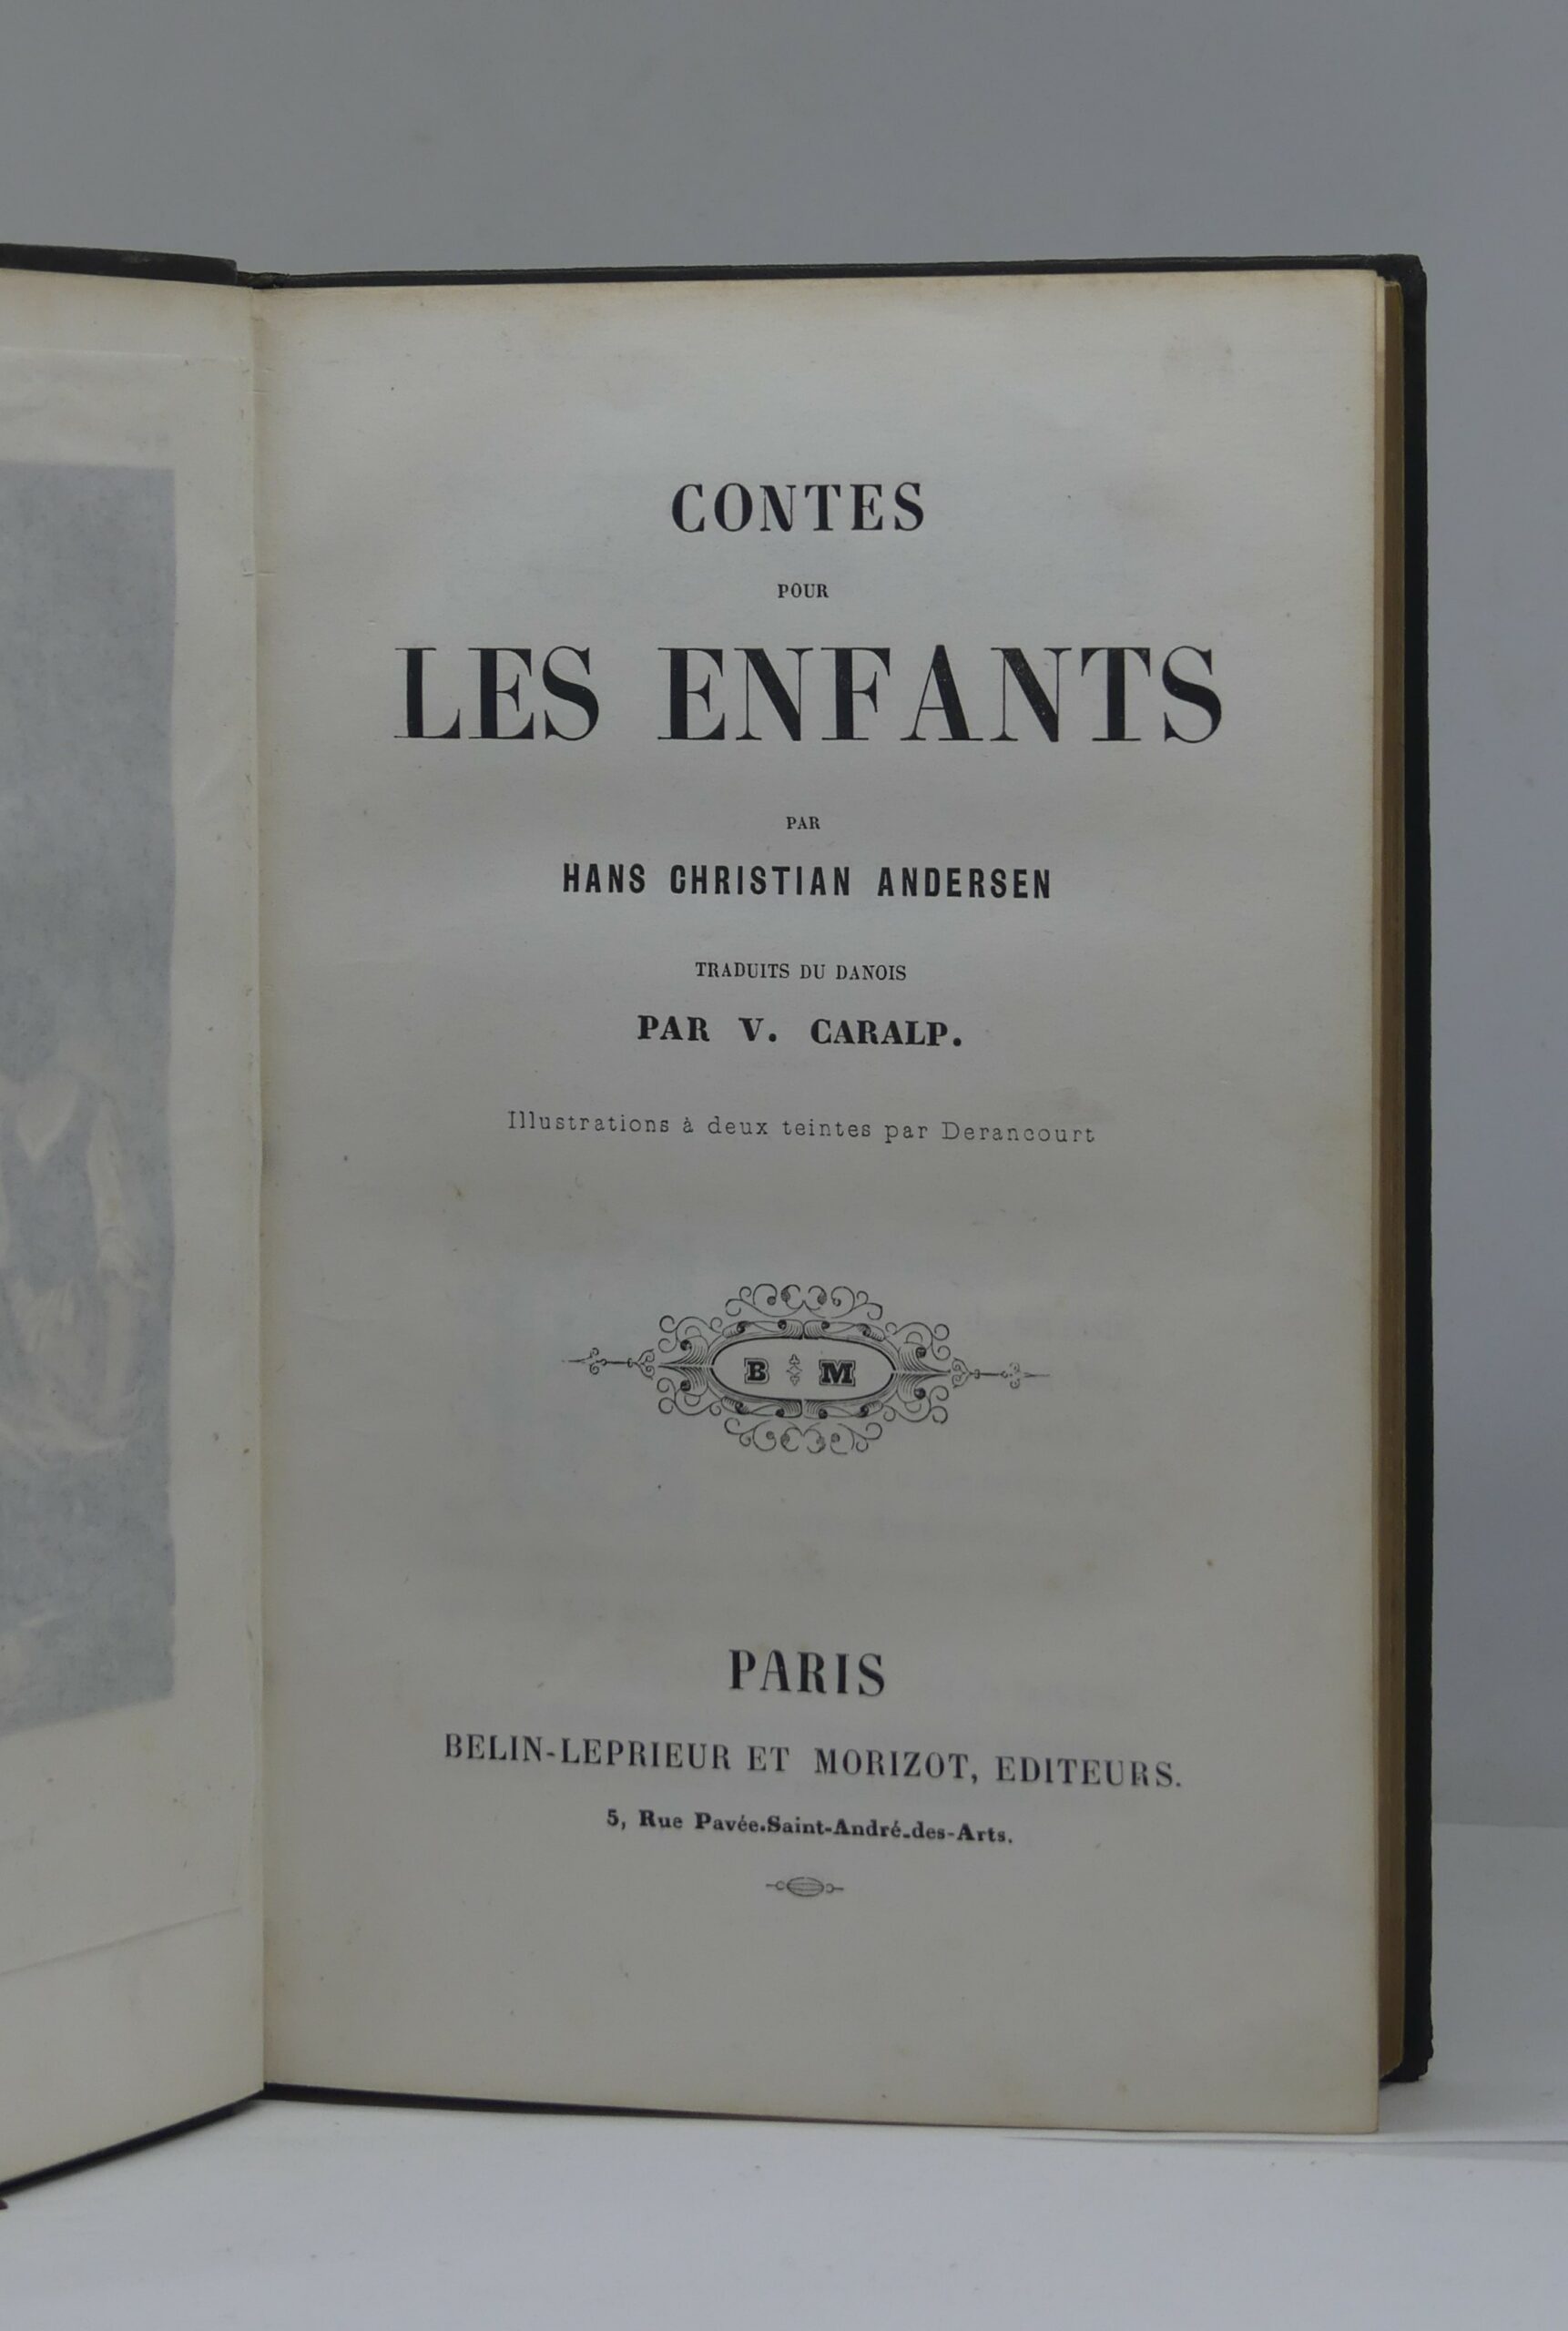 CONTES
POUR
LES ENFANTS
PAR
HANS CHRISTIAN ANDERSEN
TRADUITS DU DANOIS
PAR V. CARALP.
Illustrations à deux teintes par Derancourt
B M
PARIS
BELIN-LEPRIEUR ET MORIZOT, EDITEURS.
5, Rue Pavée.Saint-André-des-Arts.